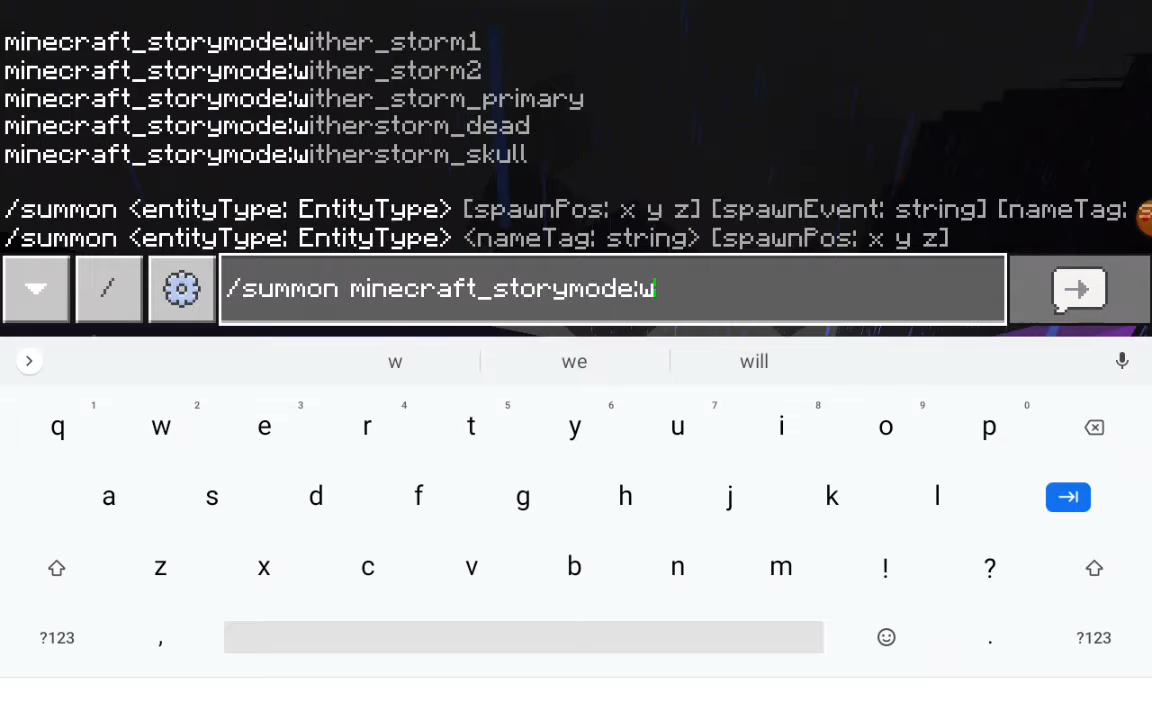 minecraft_storymode:wither_storm1
minecraft_storymode:wither_storm2
minecraft_storymode:wither_storm_primary
minecraft_storymode:witherstorm_dead
minecraft_storymode:witherstorm_skull
/summon <entityType: EntityType> [spawnPos: x y z] [spawnEvent: string] [nameTag: s
/summon <entityType: EntityType> <nameTag: string> [spawnPos: x y z]
/ /summon minecraft_storymode:w
w we will
1 2 3 4 5 6 7 8 9 0
q w e r t y u i o p
a s d f g h j k l
z x c v b n m ! ?
?123 , . ?123